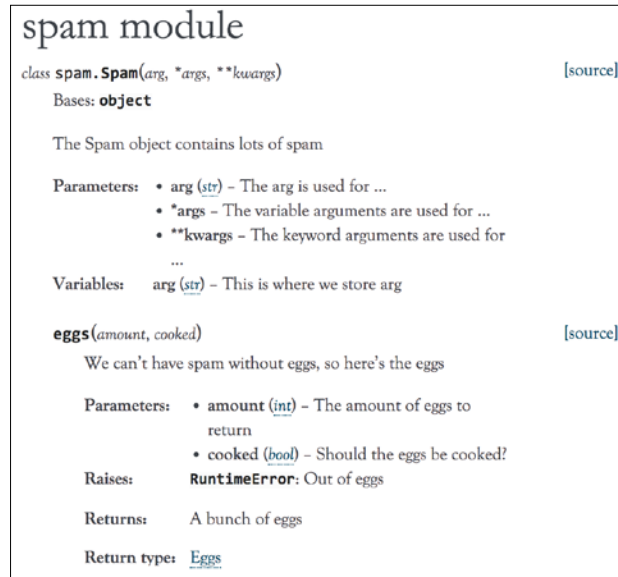 spam module
class spam.Spam(arg, *args, **kwargs) [source]
Bases: object
The Spam object contains lots of spam
Parameters: • arg (str) – The arg is used for ...
• *args – The variable arguments are used for ...
• **kwargs – The keyword arguments are used for
...
Variables: arg (str) – This is where we store arg
eggs(amount, cooked) [source]
We can't have spam without eggs, so here's the eggs
Parameters: • amount (int) – The amount of eggs to
return
• cooked (bool) – Should the eggs be cooked?
Raises: RuntimeError: Out of eggs
Returns: A bunch of eggs
Return type: Eggs